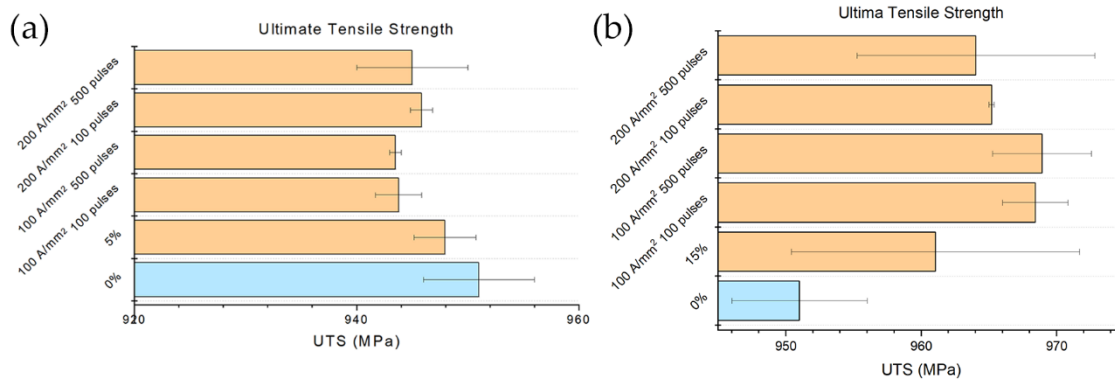 (a)
Ultimate Tensile Strength
200 A/mm² 500 pulses
200 A/mm² 100 pulses
100 A/mm² 500 pulses
100 A/mm² 100 pulses
5%
0%
920
940
960
UTS (MPa)
(b)
Ultima Tensile Strength
200 A/mm² 500 pulses
200 A/mm² 100 pulses
100 A/mm² 500 pulses
100 A/mm² 100 pulses
15%
0%
950
960
970
UTS (MPa)